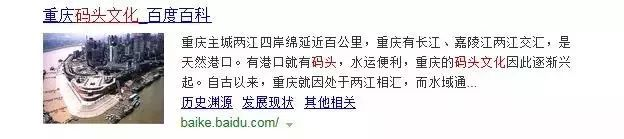 重庆码头文化_百度百科
重庆主城两江四岸绵延近百公里，重庆有长江、嘉陵江两江交汇，是
天然港口。有港口就有码头，水运便利，重庆的码头文化因此逐渐兴
起。自古以来，重庆就因处于两江相汇，而水域通...
历史渊源 发展现状 其他相关
baike.baidu.com/